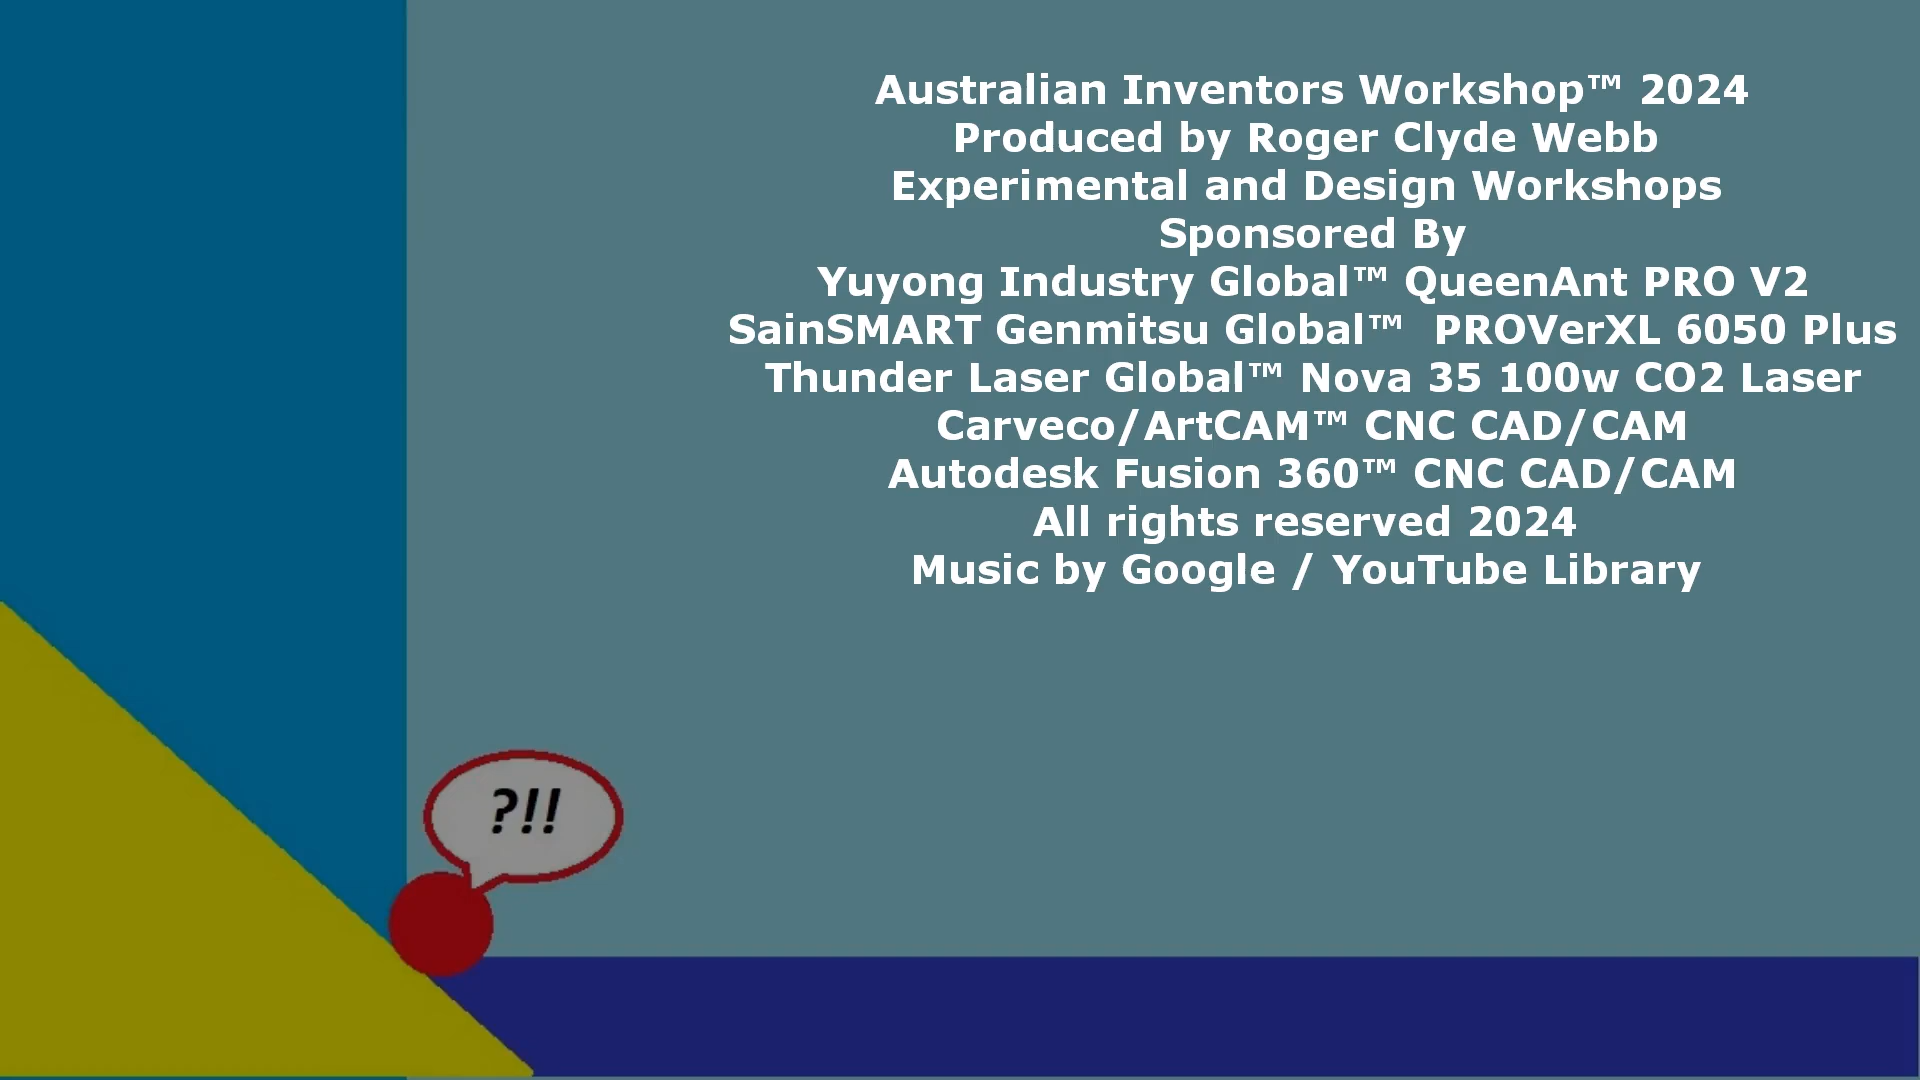 Australian Inventors Workshop™ 2024
Produced by Roger Clyde Webb
Experimental and Design Workshops
Sponsored By
Yuyong Industry Global™ QueenAnt PRO V2
SainSMART Genmitsu Global™  PROVerXL 6050 Plus
Thunder Laser Global™ Nova 35 100w CO2 Laser
Carveco/ArtCAM™ CNC CAD/CAM
Autodesk Fusion 360™ CNC CAD/CAM
All rights reserved 2024
Music by Google / YouTube Library
?!!